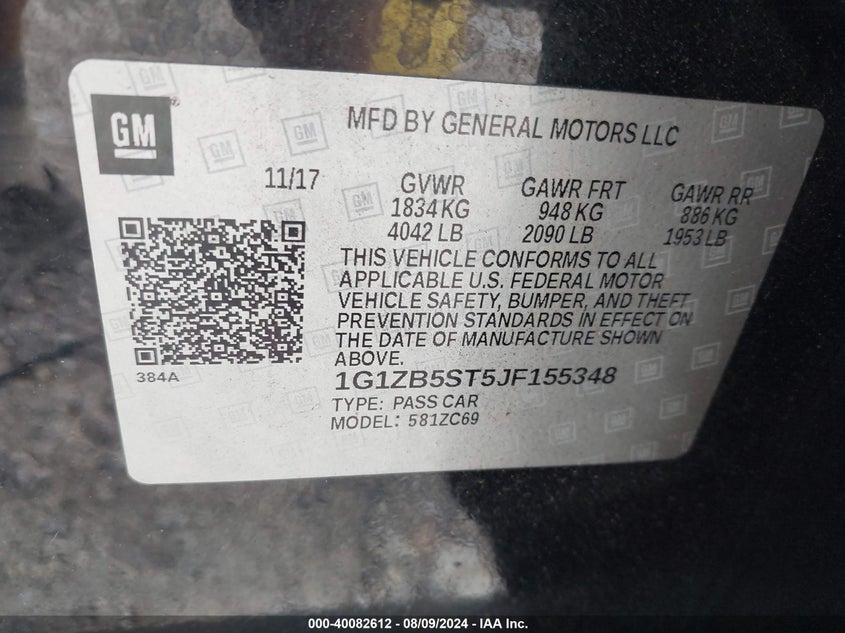 GM
MFD BY GENERAL MOTORS LLC
11/17
GVWR GAWR FRT GAWR RR
1834 KG 948 KG 886 KG
4042 LB 2090 LB 1953 LB
THIS VEHICLE CONFORMS TO ALL
APPLICABLE U.S. FEDERAL MOTOR
VEHICLE SAFETY, BUMPER, AND THEFT
PREVENTION STANDARDS IN EFFECT ON
THE DATE OF MANUFACTURE SHOWN
ABOVE.
384A
1G1ZB5ST5JF155348
TYPE: PASS CAR
MODEL: 581ZC69
000-40082612 - 08/09/2024 - IAA Inc.